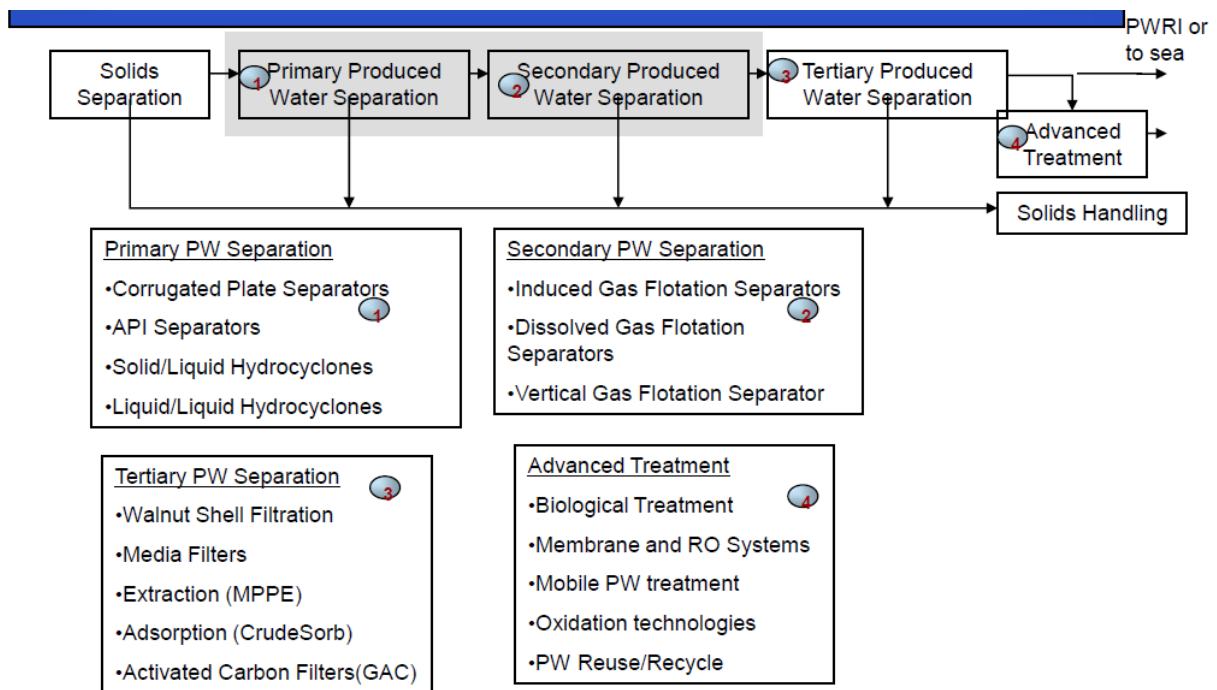 PWRI or
to sea
Solids
Separation
1
Primary Produced
Water Separation
2
Secondary Produced
Water Separation
3
Tertiary Produced
Water Separation
4
Advanced
Treatment
Solids Handling
Primary PW Separation
•Corrugated Plate Separators
1
•API Separators
•Solid/Liquid Hydrocyclones
•Liquid/Liquid Hydrocyclones
Secondary PW Separation
•Induced Gas Flotation Separators
2
•Dissolved Gas Flotation
Separators
•Vertical Gas Flotation Separator
Tertiary PW Separation
3
•Walnut Shell Filtration
•Media Filters
•Extraction (MPPE)
•Adsorption (CrudeSorb)
•Activated Carbon Filters(GAC)
Advanced Treatment
4
•Biological Treatment
•Membrane and RO Systems
•Mobile PW treatment
•Oxidation technologies
•PW Reuse/Recycle